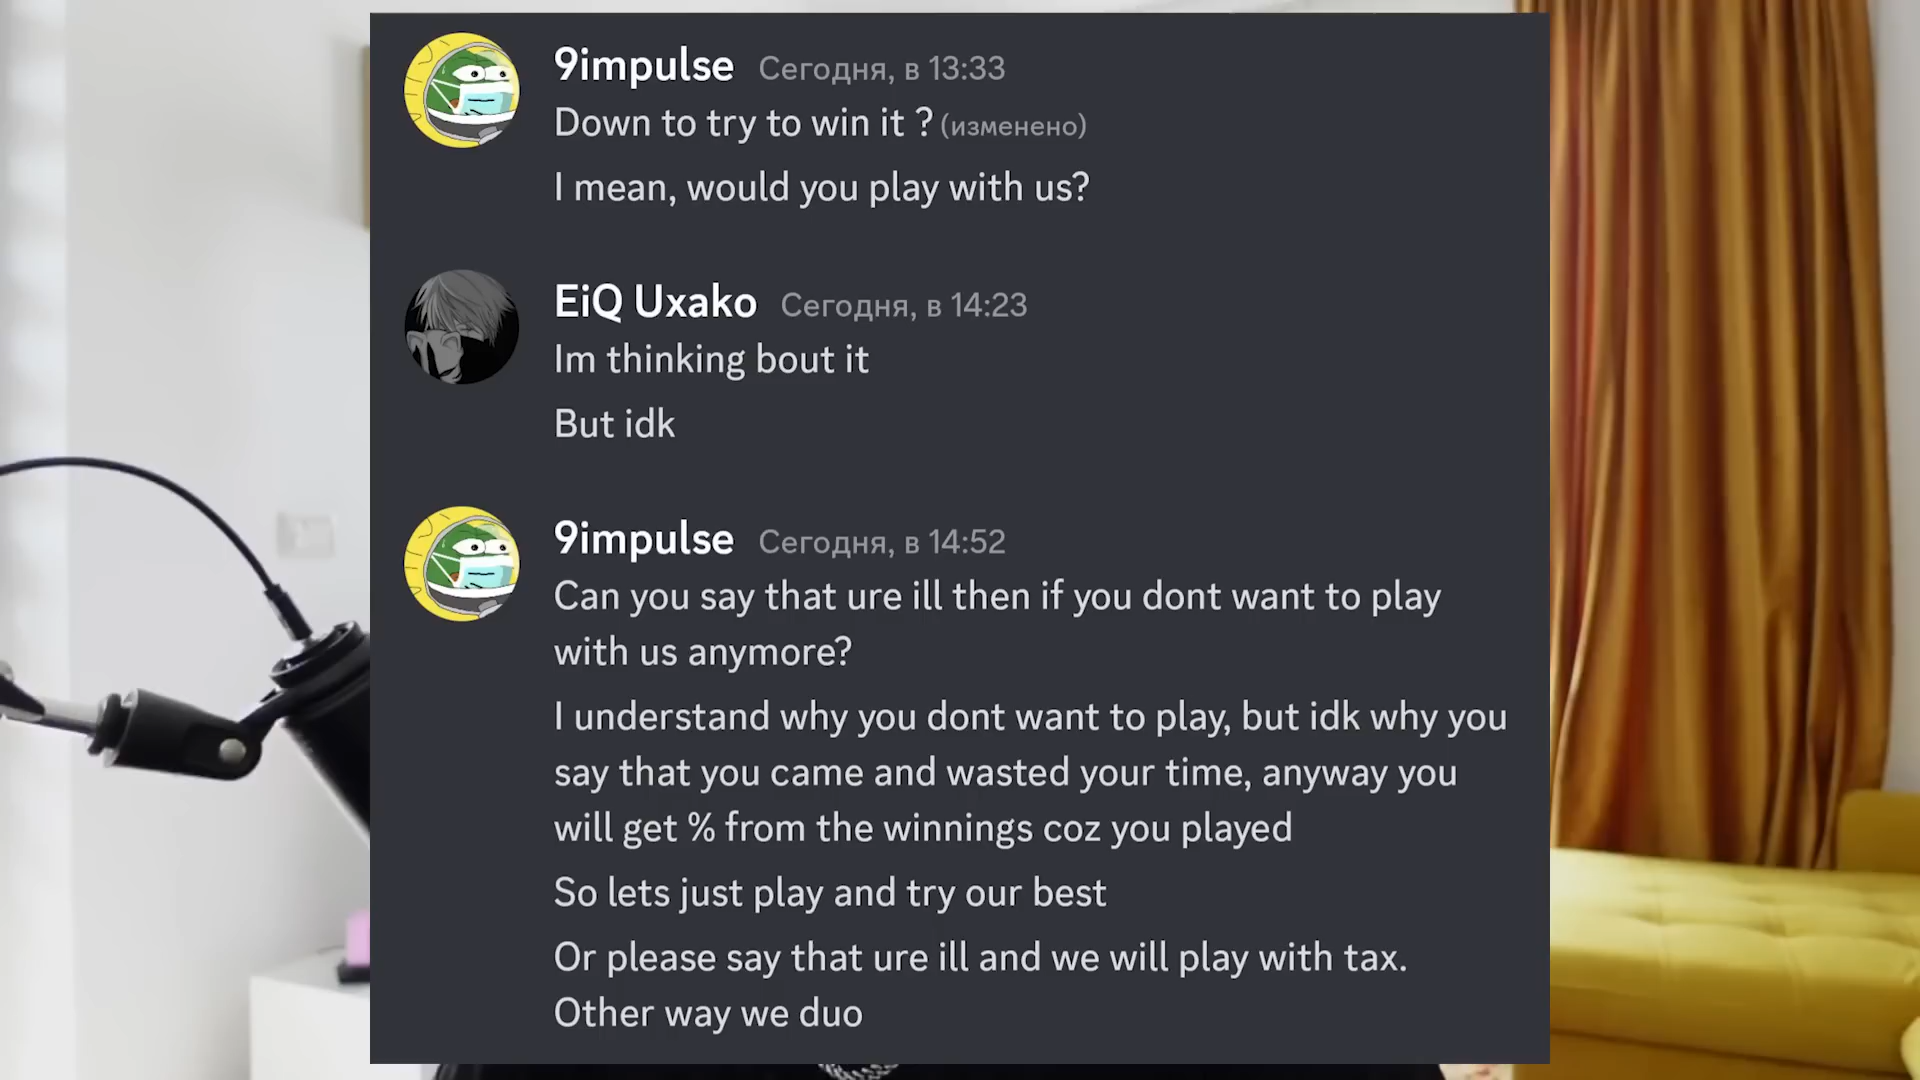 9impulse Сегодня, в 13:33
Down to try to win it ? (изменено)
I mean, would you play with us?
EiQ Uxako Сегодня, в 14:23
Im thinking bout it
But idk
9impulse Сегодня, в 14:52
Can you say that ure ill then if you dont want to play
with us anymore?
I understand why you dont want to play, but idk why you
say that you came and wasted your time, anyway you
will get % from the winnings coz you played
So lets just play and try our best
Or please say that ure ill and we will play with tax.
Other way we duo